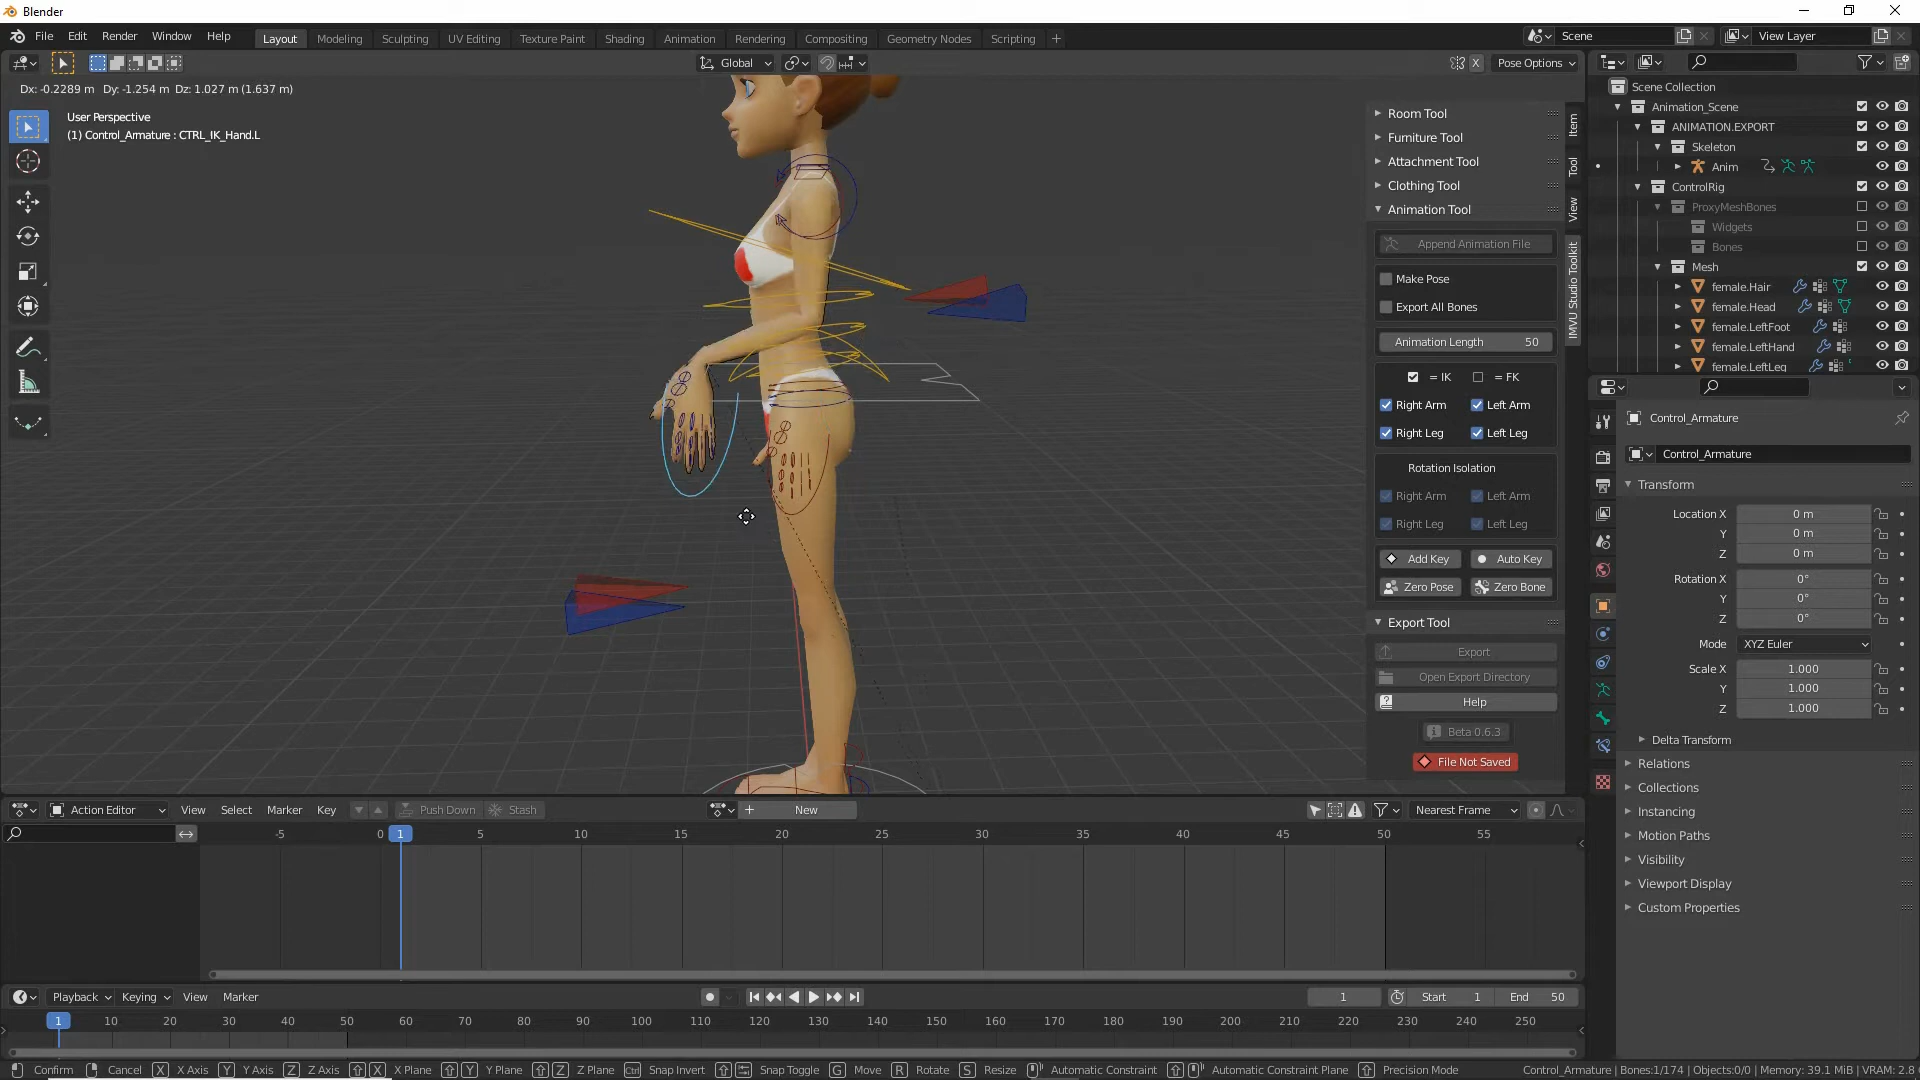 Blender
File Edit Render Window Help
Layout Modeling Sculpting UV Editing Texture Paint Shading Animation Rendering Compositing Geometry Nodes Scripting +
Scene
View Layer
Global
X
Pose Options
Dx: -0.2289 m Dy: -1.254 m Dz: 1.027 m (1.637 m)
User Perspective
(1) Control_Armature : CTRL_IK_Hand.L
Room Tool
Furniture Tool
Attachment Tool
Clothing Tool
Animation Tool
Append Animation File
Make Pose
Export All Bones
Animation Length 50
= IK = FK
Right Arm Left Arm
Right Leg Left Leg
Rotation Isolation
Right Arm Left Arm
Right Leg Left Leg
Add Key Auto Key
Zero Pose Zero Bone
Export Tool
Export
Open Export Directory
Help
Beta 0.6.3
File Not Saved
Item
Tool
View
IMVU Studio Toolkit
Scene Collection
Animation_Scene
ANIMATION.EXPORT
Skeleton
Anim
ControlRig
ProxyMeshBones
Widgets
Bones
Mesh
female.Hair
female.Head
female.LeftFoot
female.LeftHand
female.LeftLeg
Control_Armature
Control_Armature
Transform
Location X 0 m
Y 0 m
Z 0 m
Rotation X 0°
Y 0°
Z 0°
Mode XYZ Euler
Scale X 1.000
Y 1.000
Z 1.000
Delta Transform
Relations
Collections
Instancing
Motion Paths
Visibility
Viewport Display
Custom Properties
Action Editor View Select Marker Key Push Down Stash
New
Nearest Frame
-5 0 1 5 10 15 20 25 30 35 40 45 50 55
Playback Keying View Marker
1 Start 1 End 50
1 10 20 30 40 50 60 70 80 90 100 110 120 130 140 150 160 170 180 190 200 210 220 230 240 250
Confirm Cancel X X Axis Y Y Axis Z Z Axis X X Plane Y Y Plane Z Z Plane Ctrl Snap Invert Snap Toggle G Move R Rotate S Resize Automatic Constraint Automatic Constraint Plane Precision Mode
Control_Armature | Bones:1/174 | Objects:0/0 | Memory: 39.1 MiB | VRAM: 2.8